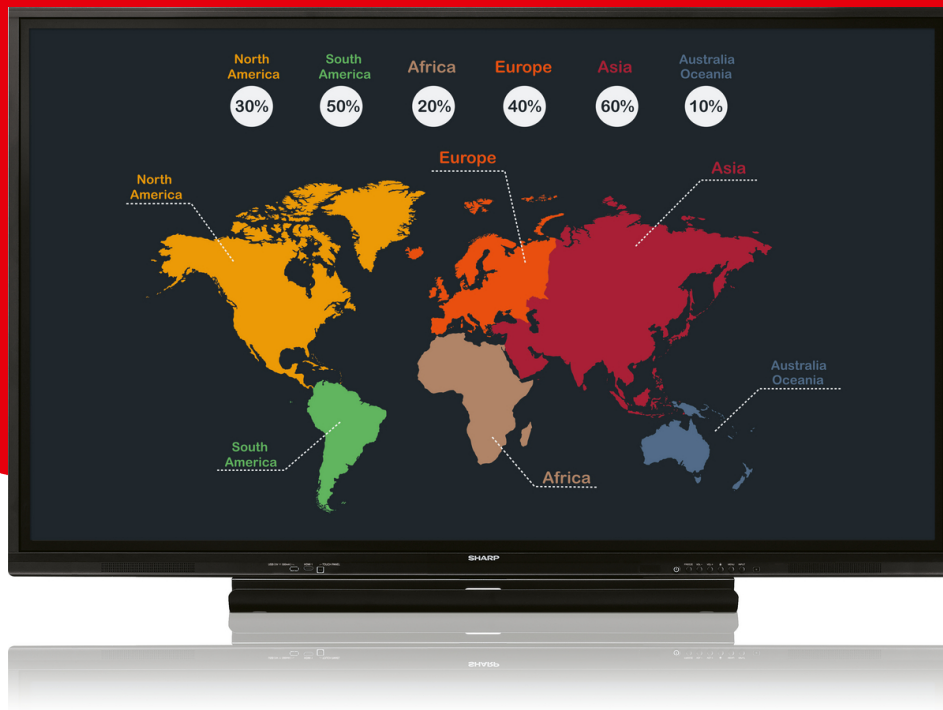 North
America
South
America
Africa
Europe
Asia
Australia
Oceania
30%
50%
20%
40%
60%
10%
Europe
Asia
North
America
Australia
Oceania
South
America
Africa
SHARP